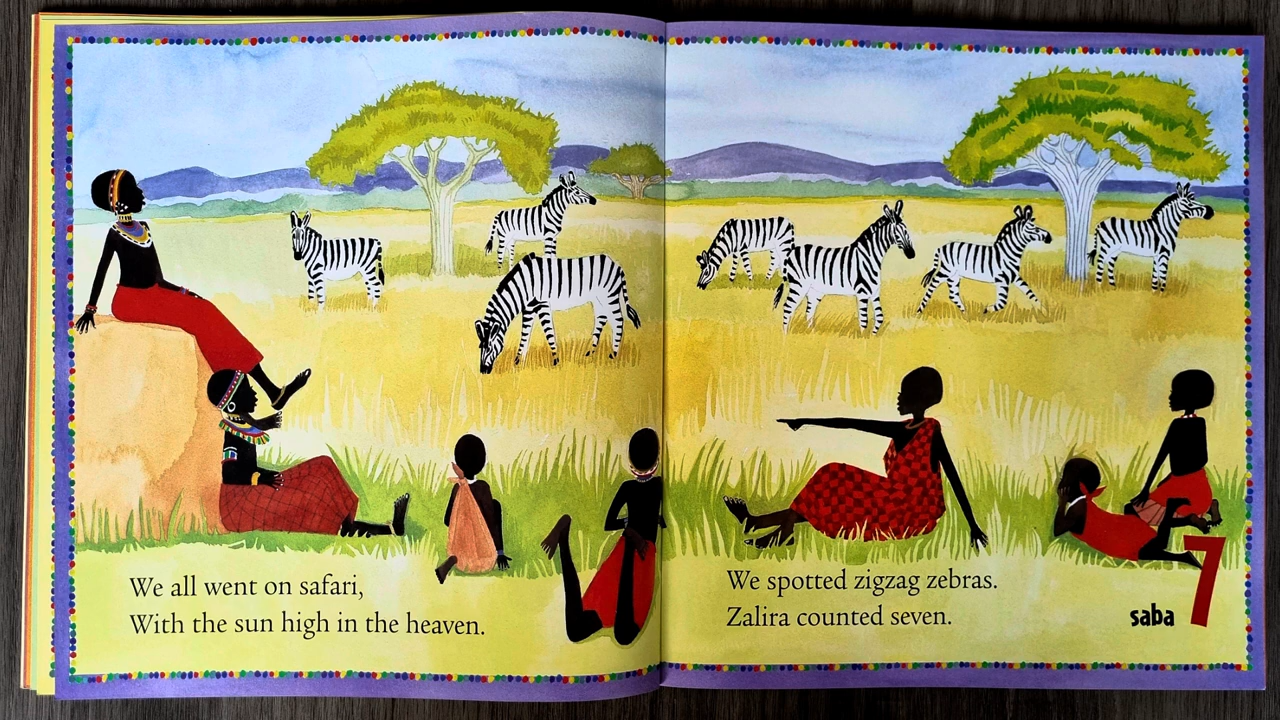 We all went on safari,
With the sun high in the heaven.
We spotted zigzag zebras.
Zalira counted seven.
saba 7